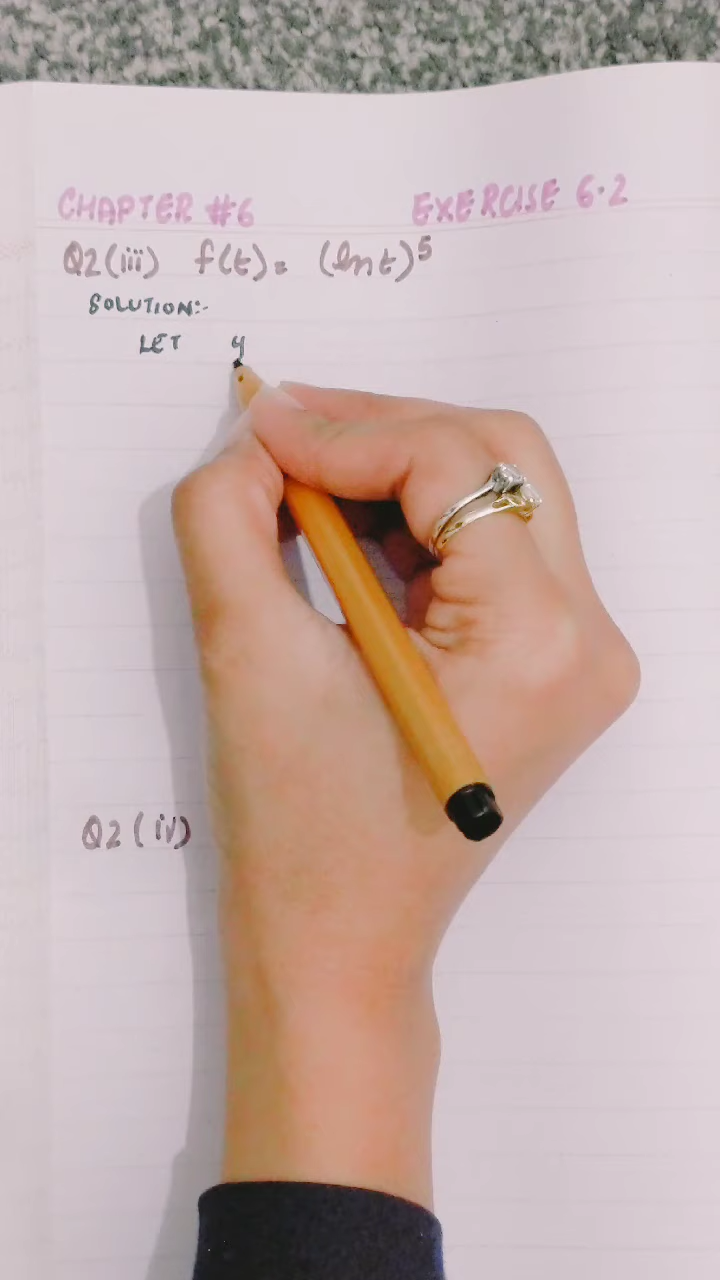 CHAPTER #6 EXERCISE 6.2
Q2(iii) f(t)= (ln t)⁵
SOLUTION:-
LET y
Q2(iv)